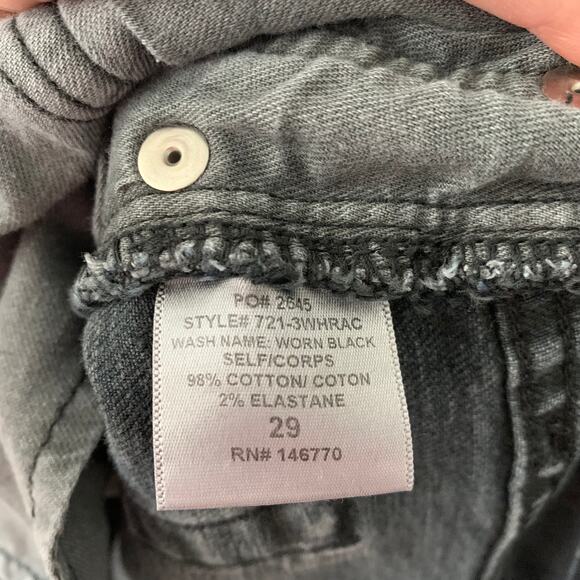 PO# 2645
STYLE# 721-3WHRAC
WASH NAME: WORN BLACK
SELF/CORPS
98% COTTON/ COTON
2% ELASTANE
29
RN# 146770